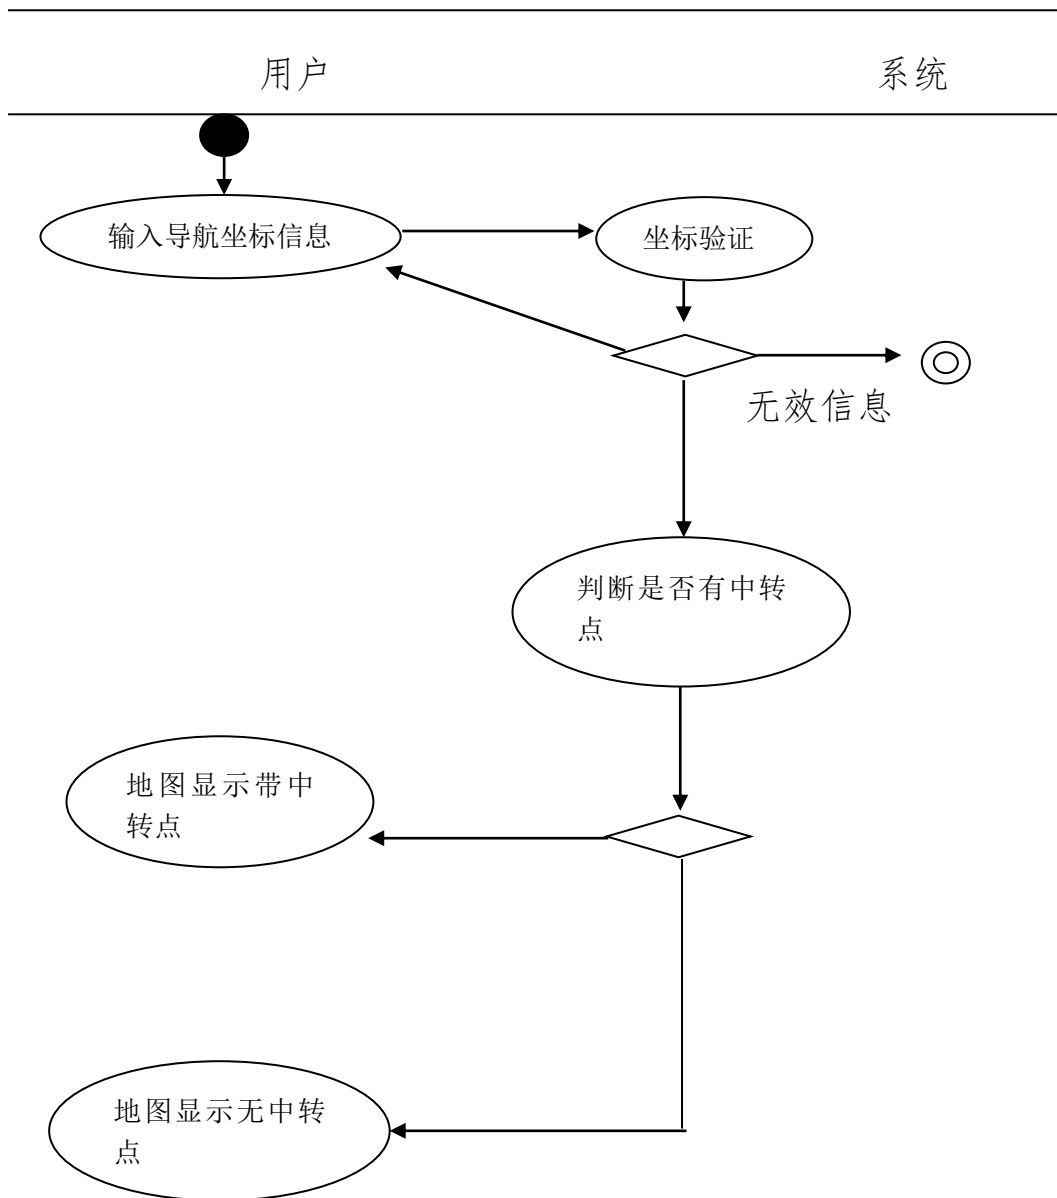 用户
系统
输入导航坐标信息
坐标验证
无效信息
判断是否有中转
点
地图显示带中
转点
地图显示无中转
点